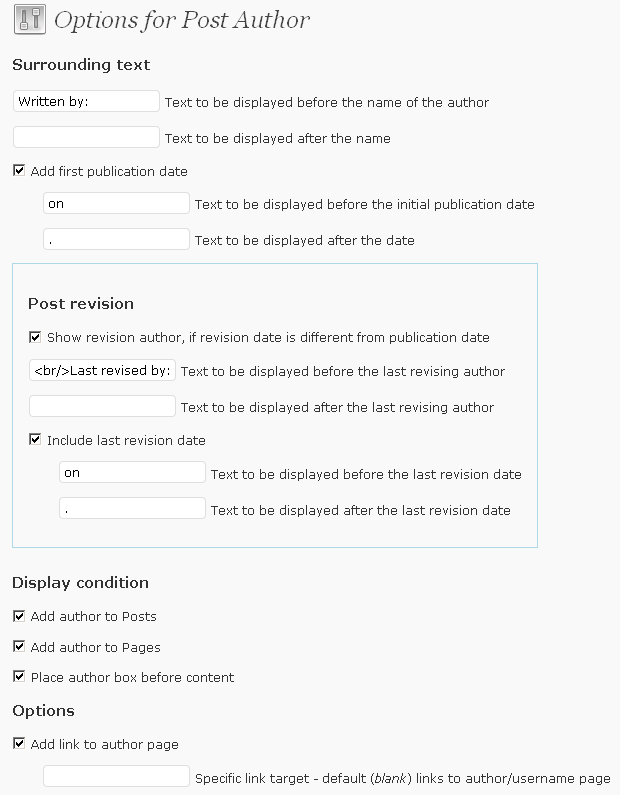 Options for Post Author
Surrounding text
Written by: Text to be displayed before the name of the author
Text to be displayed after the name
Add first publication date
on Text to be displayed before the initial publication date
. Text to be displayed after the date
Post revision
Show revision author, if revision date is different from publication date
<br/>Last revised by: Text to be displayed before the last revising author
Text to be displayed after the last revising author
Include last revision date
on Text to be displayed before the last revision date
. Text to be displayed after the last revision date
Display condition
Add author to Posts
Add author to Pages
Place author box before content
Options
Add link to author page
Specific link target - default (blank) links to author/username page